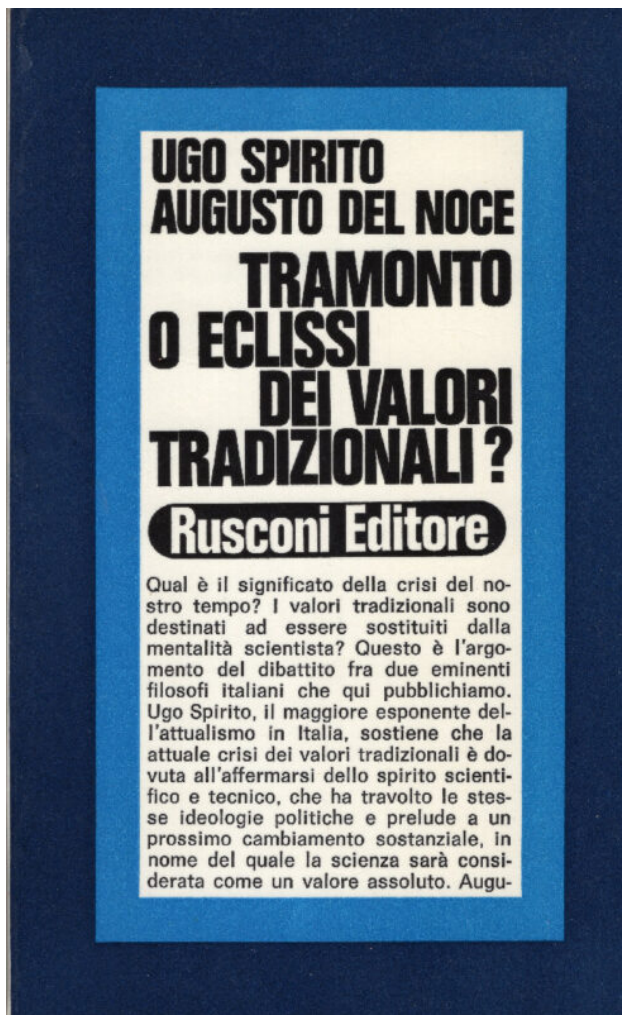 UGO SPIRITO
AUGUSTO DEL NOCE
TRAMONTO
O ECLISSI
DEI VALORI
TRADIZIONALI?
Rusconi Editore
Qual è il significato della crisi del no-
stro tempo? I valori tradizionali sono
destinati ad essere sostituiti dalla
mentalità scientista? Questo è l'argo-
mento del dibattito fra due eminenti
filosofi italiani che qui pubblichiamo.
Ugo Spirito, il maggiore esponente del-
l'attualismo in Italia, sostiene che la
attuale crisi dei valori tradizionali è do-
vuta all'affermarsi dello spirito scienti-
fico e tecnico, che ha travolto le stes-
se ideologie politiche e prelude a un
prossimo cambiamento sostanziale, in
nome del quale la scienza sarà consi-
derata come un valore assoluto. Augu-